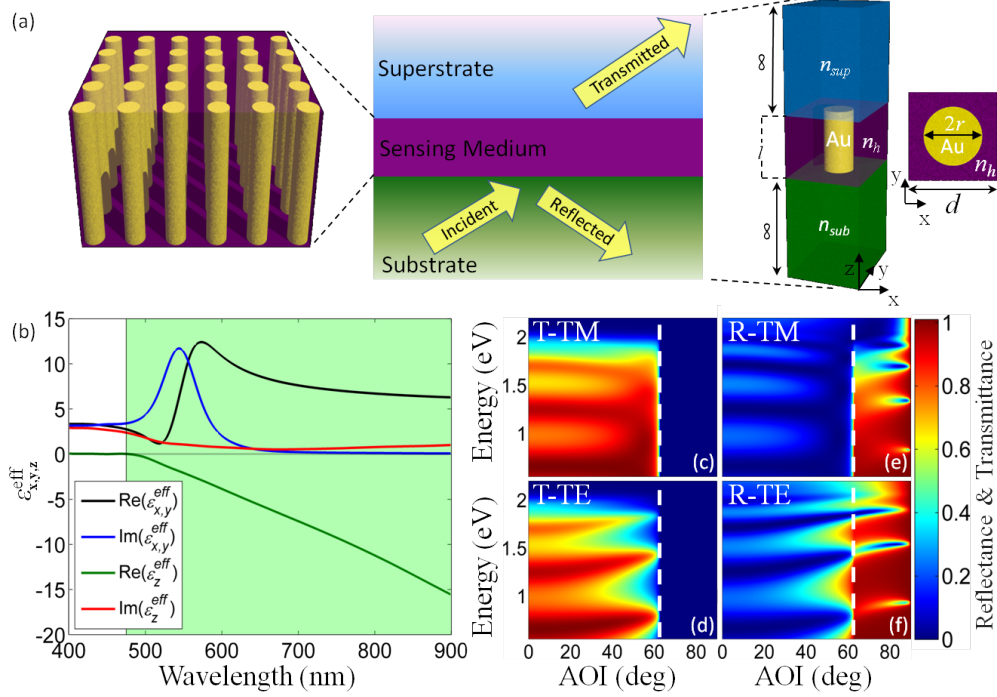 (a)
Superstrate
Transmitted
Sensing Medium
Incident
Reflected
Substrate
∞
n_sup
Au
n_h
l
∞
n_sub
z
y
x
2r
Au
n_h
y
x
d
(b)
15
10
5
0
-5
-10
-15
-20
ε^eff_x,y,z
Re(ε^eff_x,y)
Im(ε^eff_x,y)
Re(ε^eff_z)
Im(ε^eff_z)
400 500 600 700 800 900
Wavelength (nm)
T-TM
R-TM
2
1.5
1
Energy (eV)
(c)
(e)
T-TE
R-TE
2
1.5
1
Energy (eV)
(d)
(f)
0 20 40 60 80
AOI (deg)
0 20 40 60 80
AOI (deg)
1
0.8
0.6
0.4
0.2
0
Reflectance & Transmittance